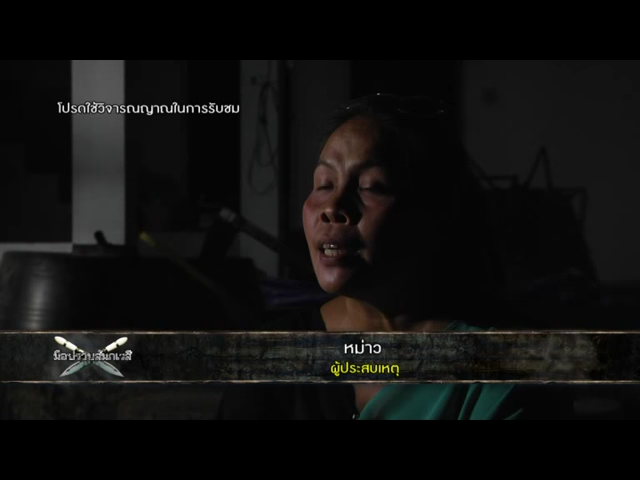 โปรดใช้วิจารณญาณในการรับชม
หม่าว
มือปราบสัมภเวสี
ผู้ประสบเหตุ